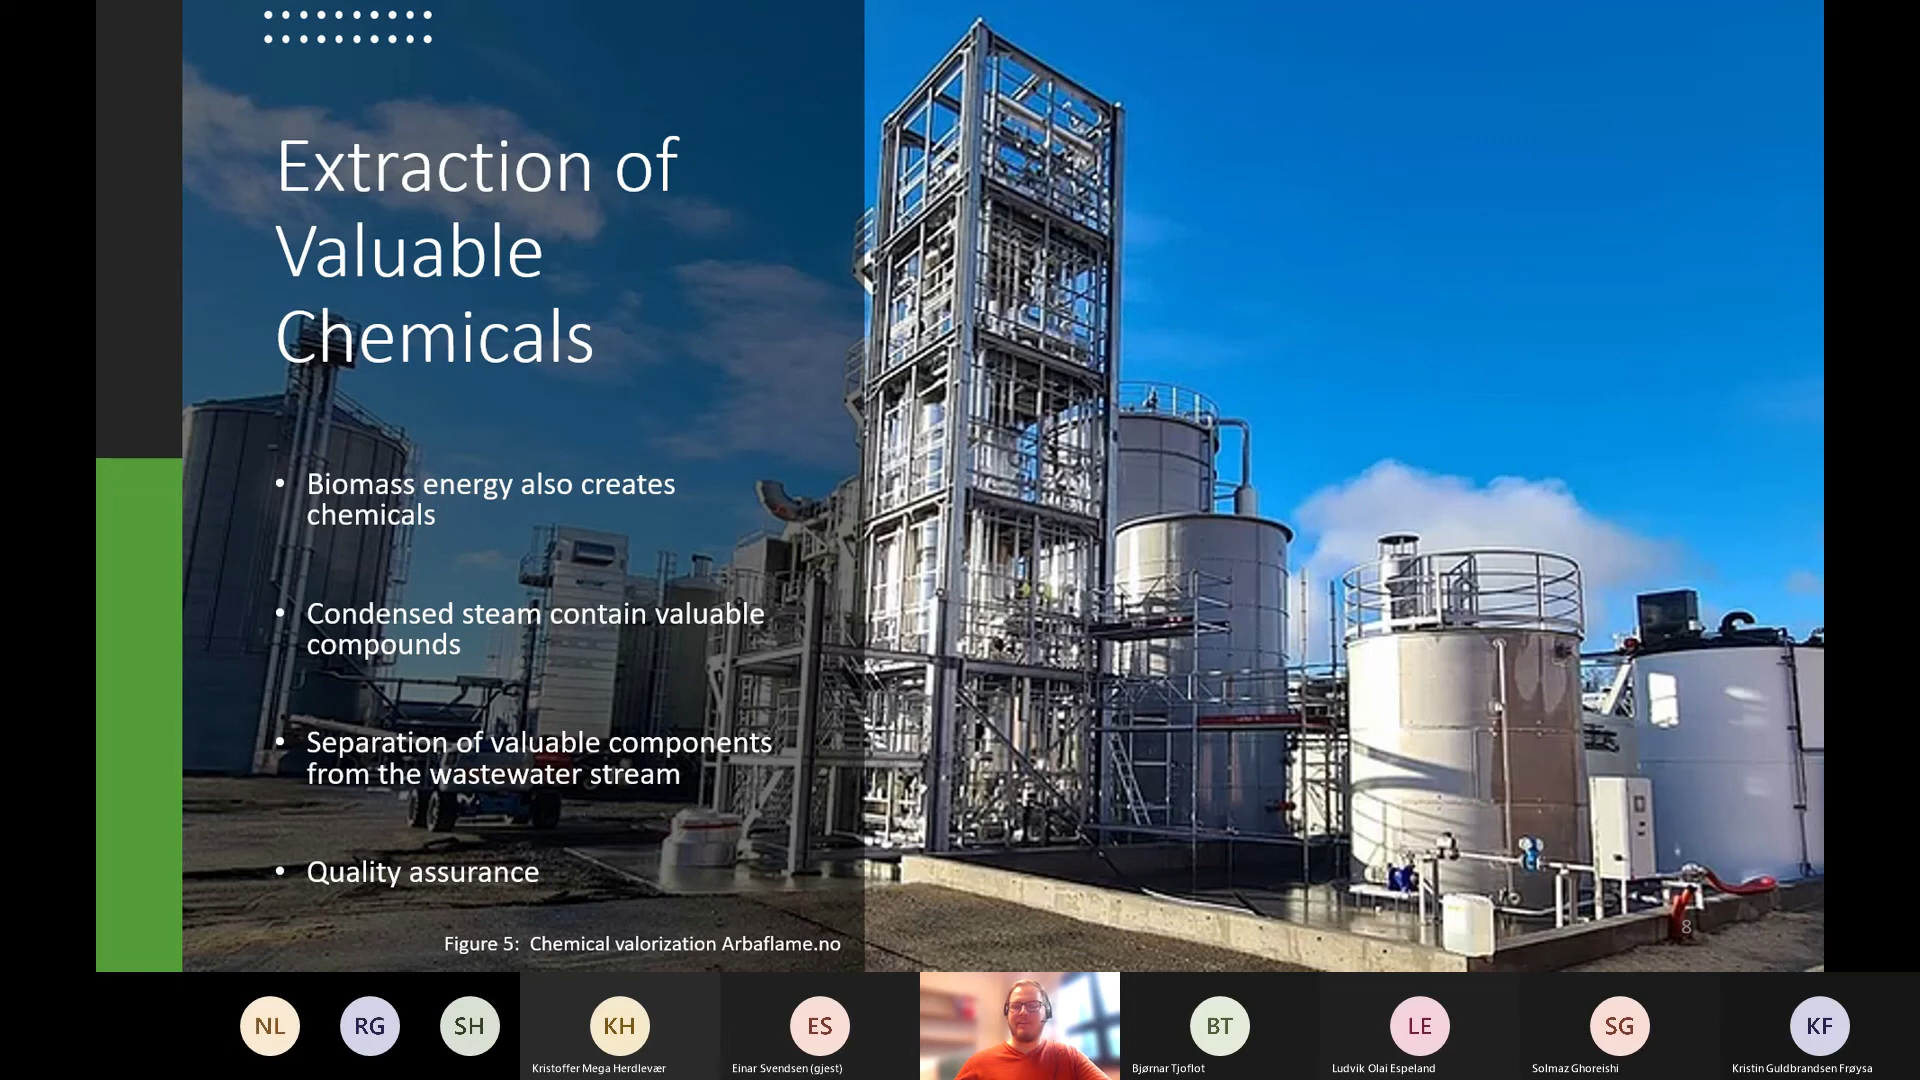 Extraction of
Valuable
Chemicals
• Biomass energy also creates
chemicals
• Condensed steam contain valuable
compounds
• Separation of valuable components
from the wastewater stream
• Quality assurance
Figure 5: Chemical valorization Arbaflame.no
8
NL
RG
SH
KH
Kristoffer Mega Herdlevær
ES
Einar Svendsen (gjest)
BT
Bjørnar Tjoflot
LE
Ludvik Olai Espeland
SG
Solmaz Ghoreishi
KF
Kristin Guldbrandsen Frøysa